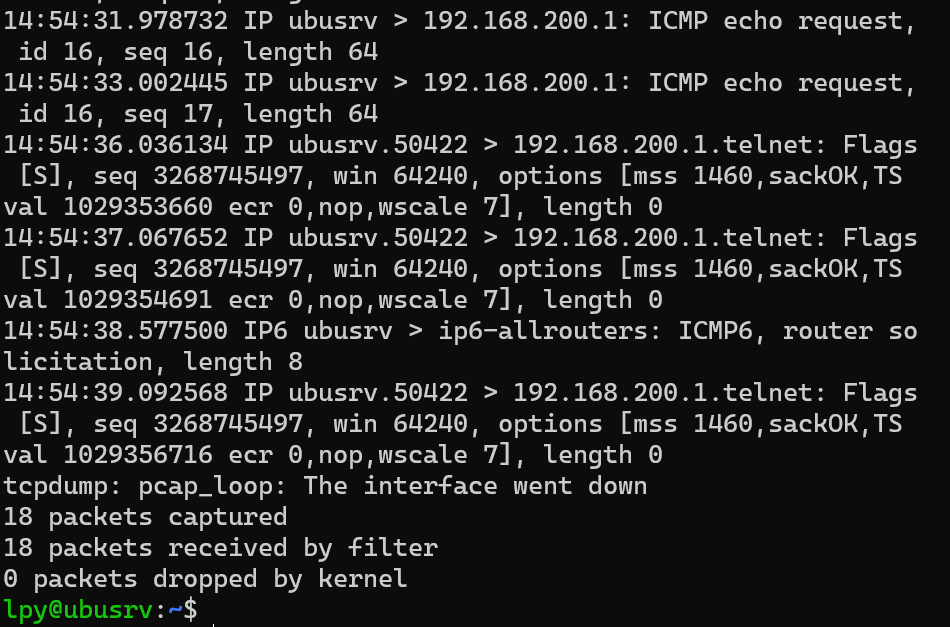 14:54:31.978732 IP ubusrv > 192.168.200.1: ICMP echo request,
 id 16, seq 16, length 64
14:54:33.002445 IP ubusrv > 192.168.200.1: ICMP echo request,
 id 16, seq 17, length 64
14:54:36.036134 IP ubusrv.50422 > 192.168.200.1.telnet: Flags
 [S], seq 3268745497, win 64240, options [mss 1460,sackOK,TS
val 1029353660 ecr 0,nop,wscale 7], length 0
14:54:37.067652 IP ubusrv.50422 > 192.168.200.1.telnet: Flags
 [S], seq 3268745497, win 64240, options [mss 1460,sackOK,TS
val 1029354691 ecr 0,nop,wscale 7], length 0
14:54:38.577500 IP6 ubusrv > ip6-allrouters: ICMP6, router so
licitation, length 8
14:54:39.092568 IP ubusrv.50422 > 192.168.200.1.telnet: Flags
 [S], seq 3268745497, win 64240, options [mss 1460,sackOK,TS
val 1029356716 ecr 0,nop,wscale 7], length 0
tcpdump: pcap_loop: The interface went down
18 packets captured
18 packets received by filter
0 packets dropped by kernel
lpy@ubusrv:~$